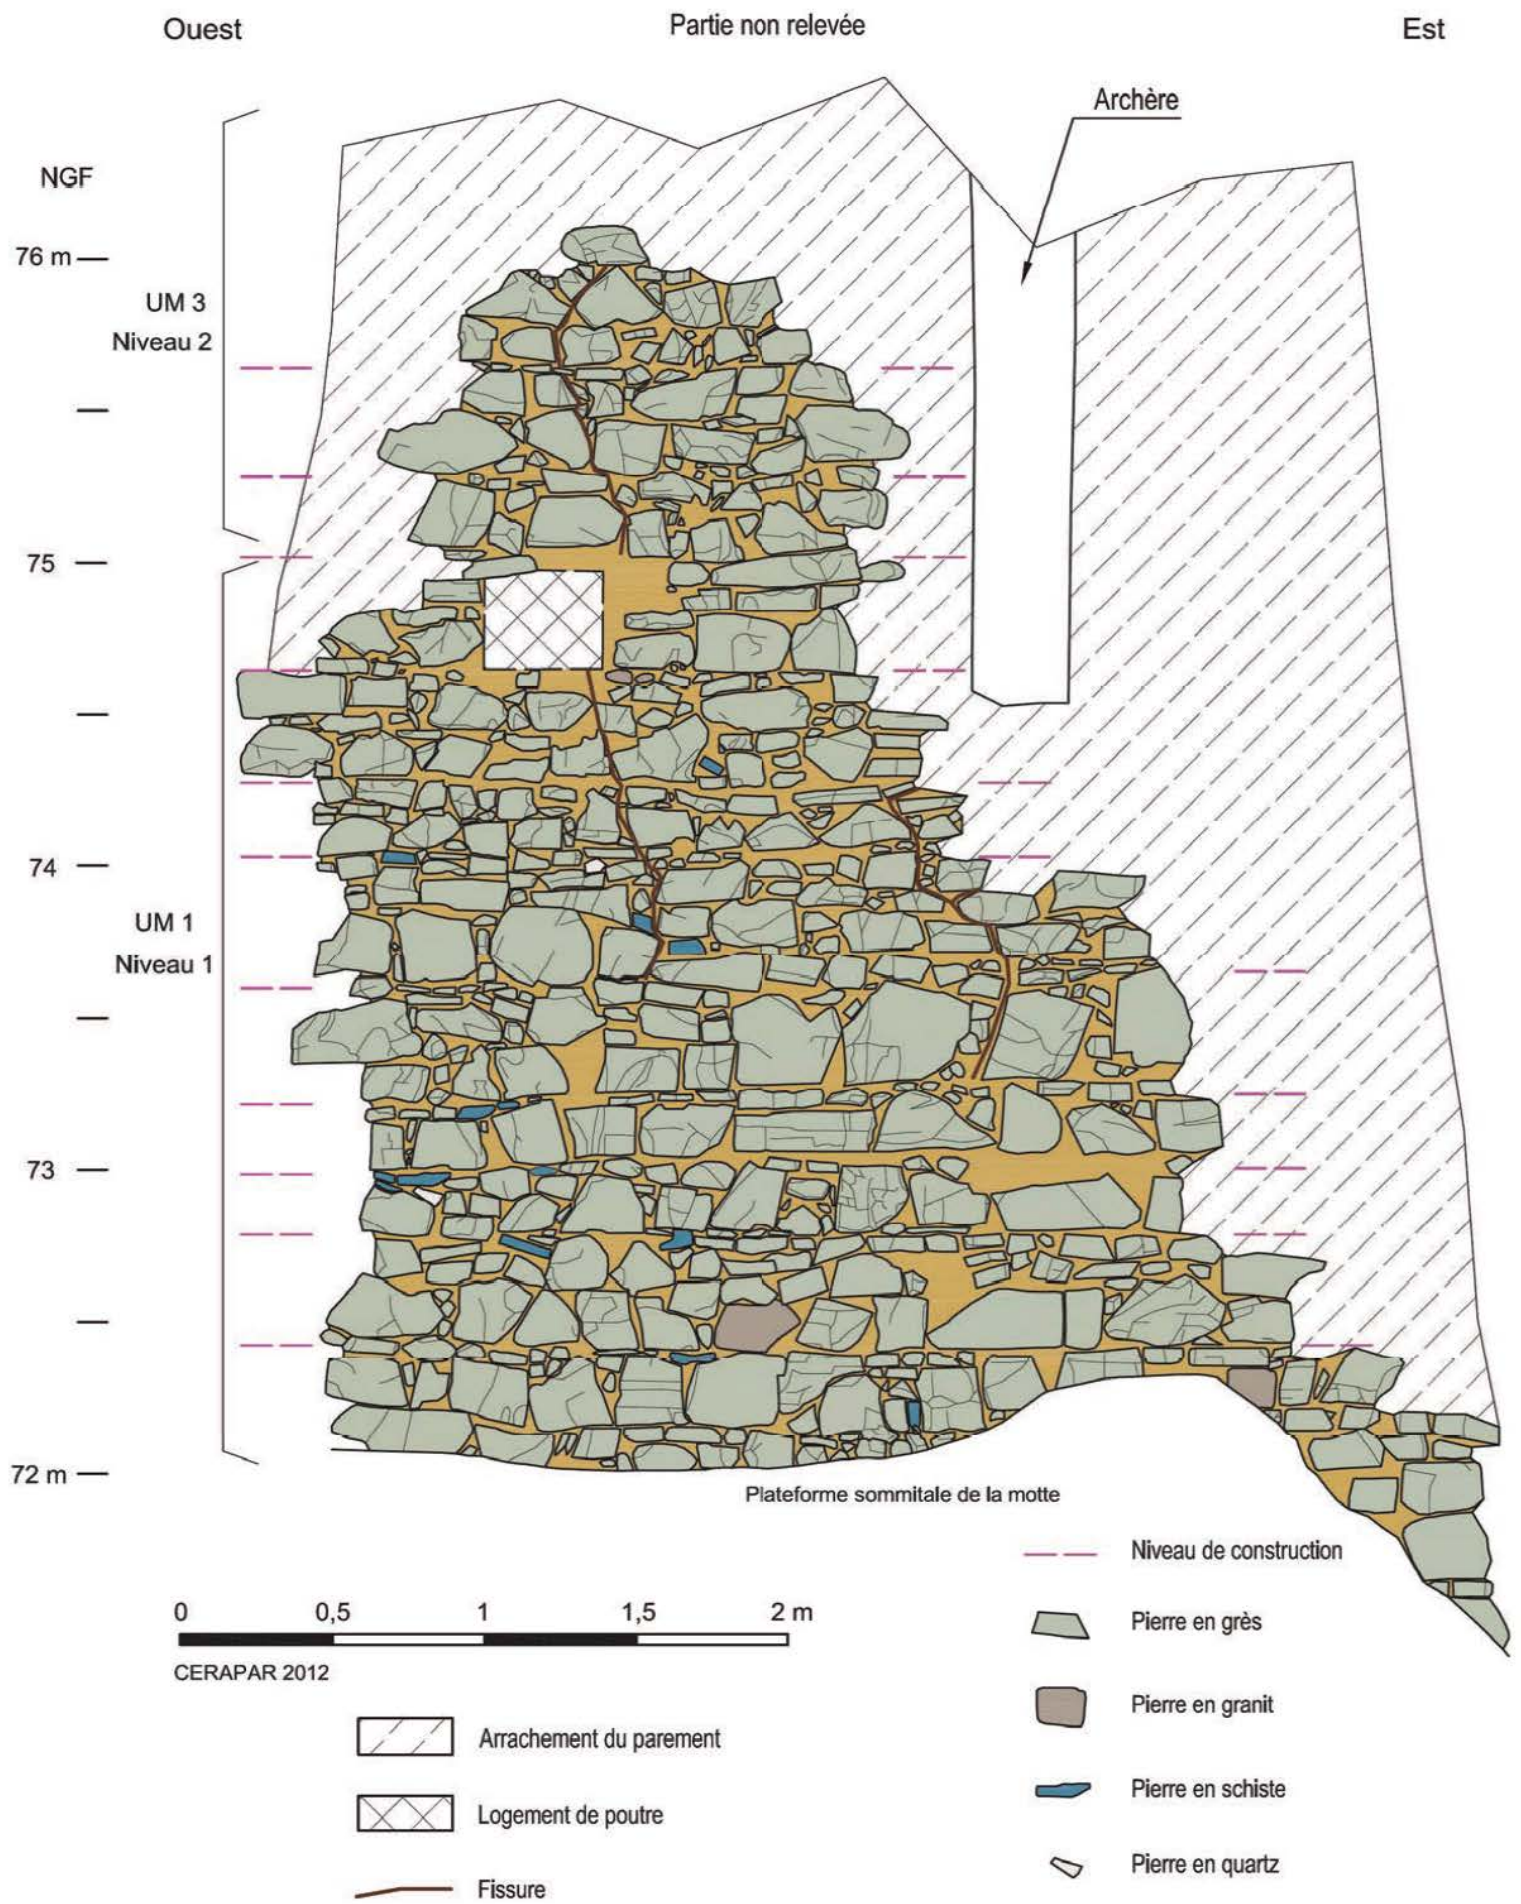 Ouest
Partie non relevée
Est
Archère
NGF
76 m
UM 3
Niveau 2
75
74
UM 1
Niveau 1
73
72 m
Plateforme sommitale de la motte
Niveau de construction
0 0,5 1 1,5 2 m
Pierre en grès
CERAPAR 2012
Pierre en granit
Arrachement du parement
Pierre en schiste
Logement de poutre
Pierre en quartz
Fissure